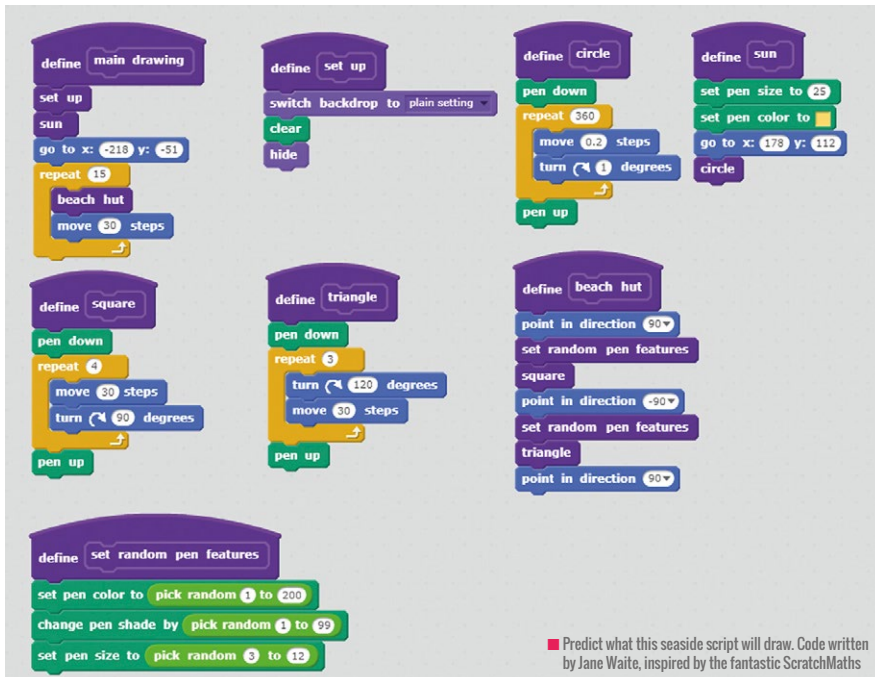 define main drawing
set up
sun
go to x: -218 y: -51
repeat 15
beach hut
move 30 steps
define set up
switch backdrop to plain setting
clear
hide
define circle
pen down
repeat 360
move 0.2 steps
turn 1 degrees
pen up
define sun
set pen size to 25
set pen color to
go to x: 178 y: 112
circle
define square
pen down
repeat 4
move 30 steps
turn 90 degrees
pen up
define triangle
pen down
repeat 3
turn 120 degrees
move 30 steps
pen up
define beach hut
point in direction 90
set random pen features
square
point in direction -90
set random pen features
triangle
point in direction 90
define set random pen features
set pen color to pick random 1 to 200
change pen shade by pick random 1 to 99
set pen size to pick random 3 to 12
Predict what this seaside script will draw. Code written
by Jane Waite, inspired by the fantastic ScratchMaths